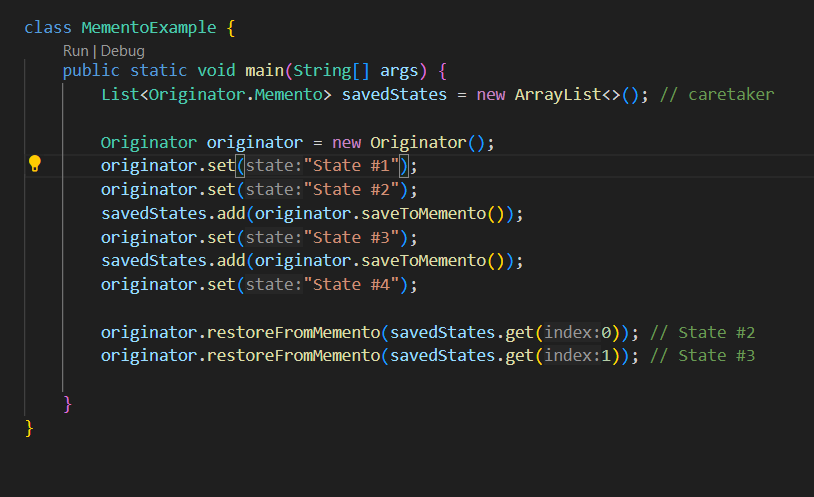 class MementoExample {
Run | Debug
public static void main(String[] args) {
List<Originator.Memento> savedStates = new ArrayList<>(); // caretaker
Originator originator = new Originator();
originator.set(state:"State #1");
originator.set(state:"State #2");
savedStates.add(originator.saveToMemento());
originator.set(state:"State #3");
savedStates.add(originator.saveToMemento());
originator.set(state:"State #4");
originator.restoreFromMemento(savedStates.get(index:0)); // State #2
originator.restoreFromMemento(savedStates.get(index:1)); // State #3
}
}